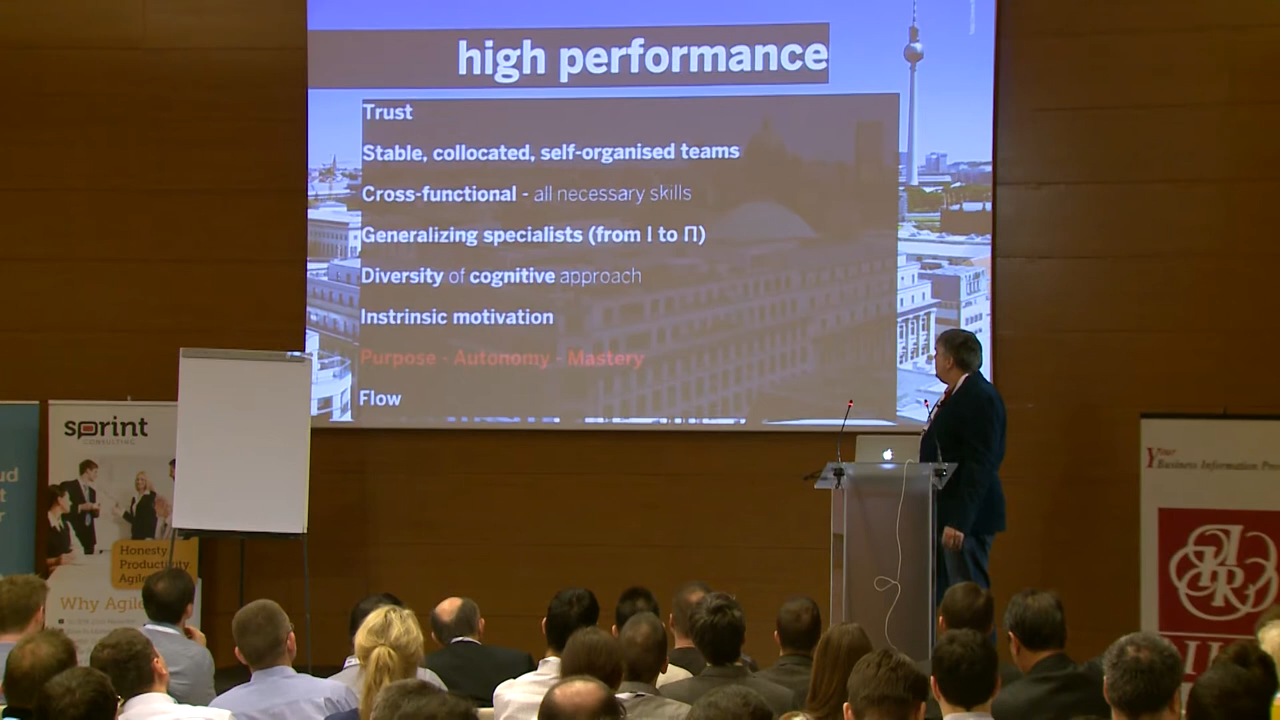 high performance
Trust
Stable, collocated, self-organised teams
Cross-functional - all necessary skills
Generalizing specialists (from I to Π)
Diversity of cognitive approach
Instrinsic motivation
Purpose - Autonomy - Mastery
Flow
sprint
CONSULTING
Honesty
Productivity
Why Agile
Your
Business Information
IIR